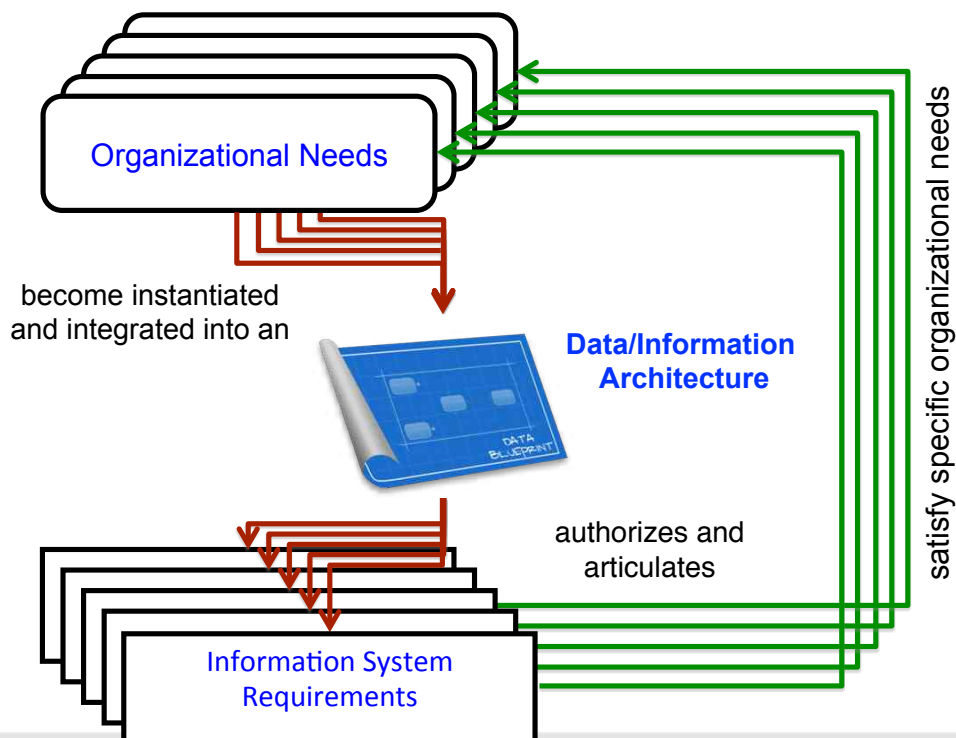 Organizational Needs
become instantiated
and integrated into an
Data/Information
Architecture
DATA
BLUEPRINT
authorizes and
articulates
Information System
Requirements
satisfy specific organizational needs